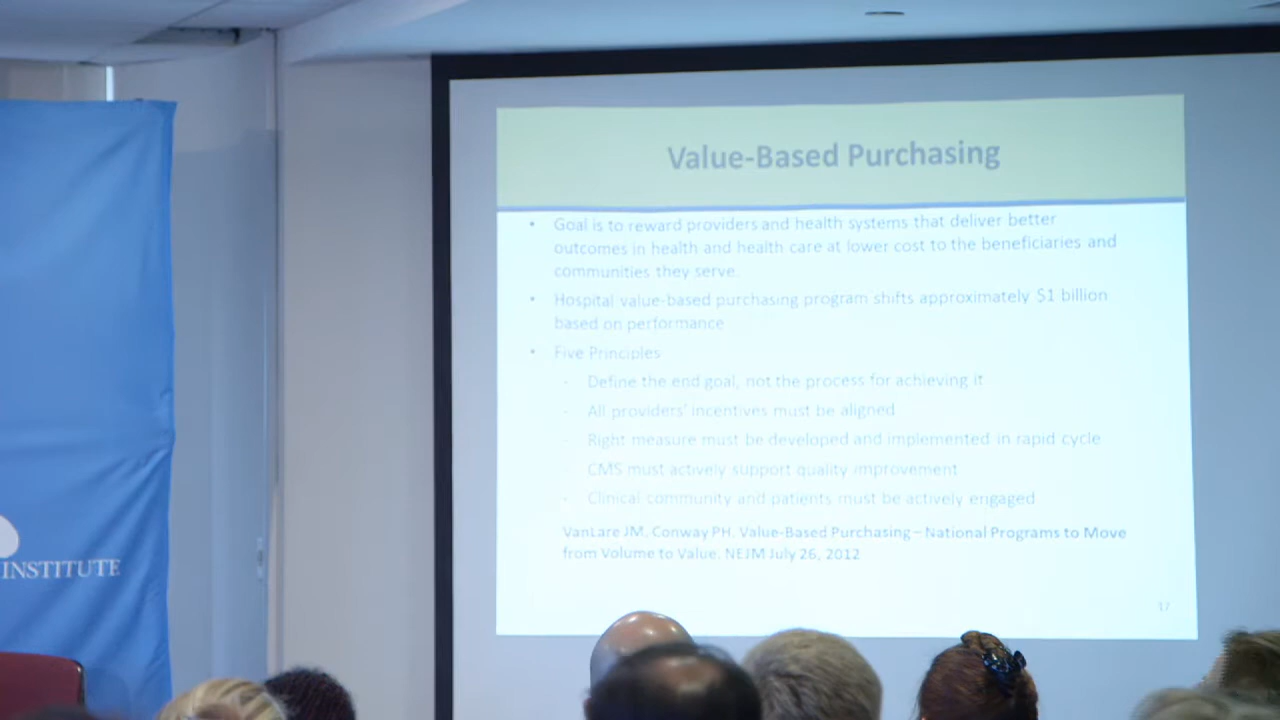 Value-Based Purchasing
• Goal is to reward providers and health systems that deliver better
outcomes in health and health care at lower cost to the beneficiaries and
communities they serve.
• Hospital value-based purchasing program shifts approximately $1 billion
based on performance
• Five Principles
- Define the end goal, not the process for achieving it
- All providers' incentives must be aligned
- Right measure must be developed and implemented in rapid cycle
CMS must actively support quality improvement
- Clinical community and patients must be actively engaged
VanLare JM, Conway PH. Value-Based Purchasing – National Programs to Move
from Volume to Value. NEJM July 26, 2012
17
INSTITUTE